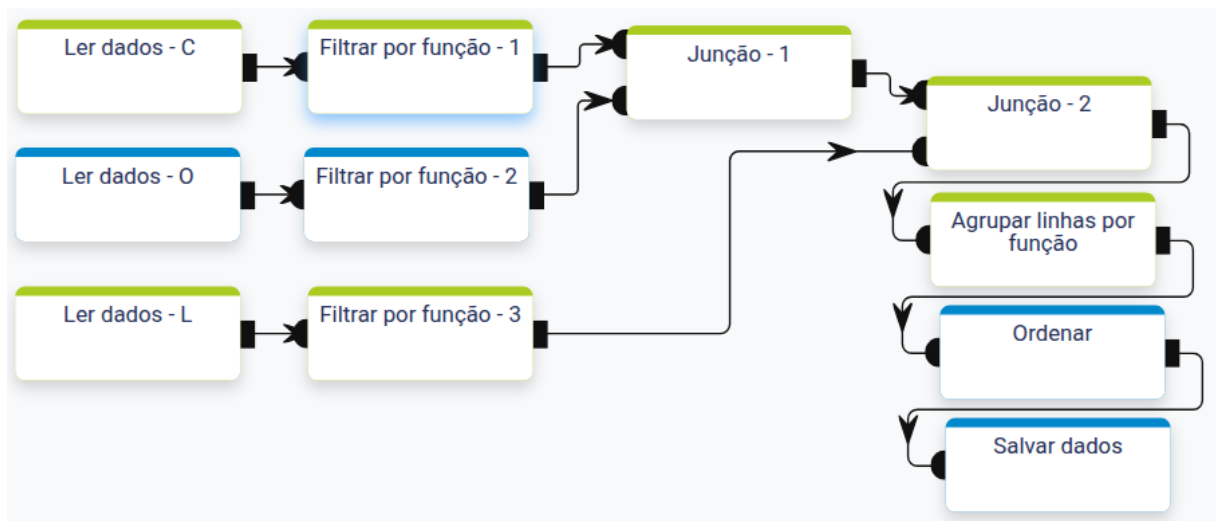 Ler dados - C
Filtrar por função - 1
Junção - 1
Junção - 2
Ler dados - O
Filtrar por função - 2
Agrupar linhas por
função
Ler dados - L
Filtrar por função - 3
Ordenar
Salvar dados